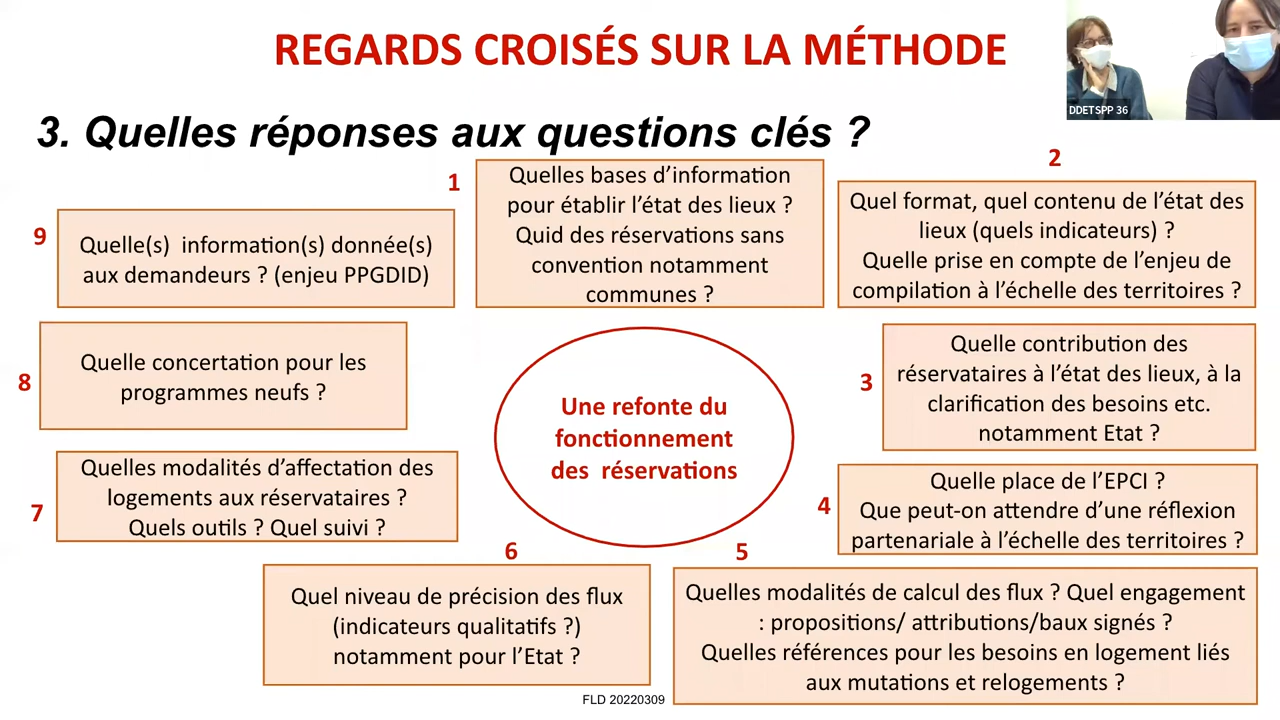 REGARDS CROISÉS SUR LA MÉTHODE
DDETSPP 36
3. Quelles réponses aux questions clés ?
1
Quelles bases d’information
pour établir l’état des lieux ?
Quid des réservations sans
convention notamment
communes ?
2
Quel format, quel contenu de l’état des
lieux (quels indicateurs) ?
Quelle prise en compte de l’enjeu de
compilation à l’échelle des territoires ?
3
Quelle contribution des
réservataires à l’état des lieux, à la
clarification des besoins etc.
notamment Etat ?
4
Quelle place de l’EPCI ?
Que peut-on attendre d’une réflexion
partenariale à l’échelle des territoires ?
5
Quelles modalités de calcul des flux ? Quel engagement
: propositions/ attributions/baux signés ?
Quelles références pour les besoins en logement liés
aux mutations et relogements ?
6
Quel niveau de précision des flux
(indicateurs qualitatifs ?)
notamment pour l’Etat ?
7
Quelles modalités d’affectation des
logements aux réservataires ?
Quels outils ? Quel suivi ?
8
Quelle concertation pour les
programmes neufs ?
9
Quelle(s) information(s) donnée(s)
aux demandeurs ? (enjeu PPGDID)
Une refonte du
fonctionnement
des réservations
FLD 20220309